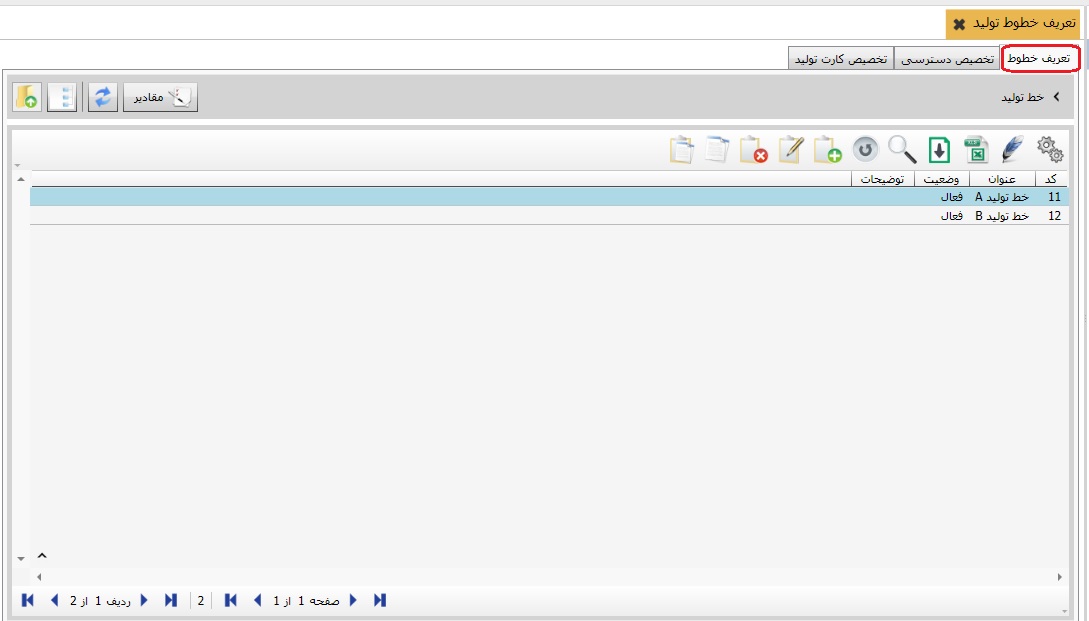 تعریف خطوط تولید
تعریف خطوط تخصیص دسترسی تخصیص کارت تولید
خط تولید مقادیر
کد عنوان وضعیت توضیحات
11 خط تولید A فعال
12 خط تولید B فعال
صفحه 1 از 1 2 ردیف 1 از 2